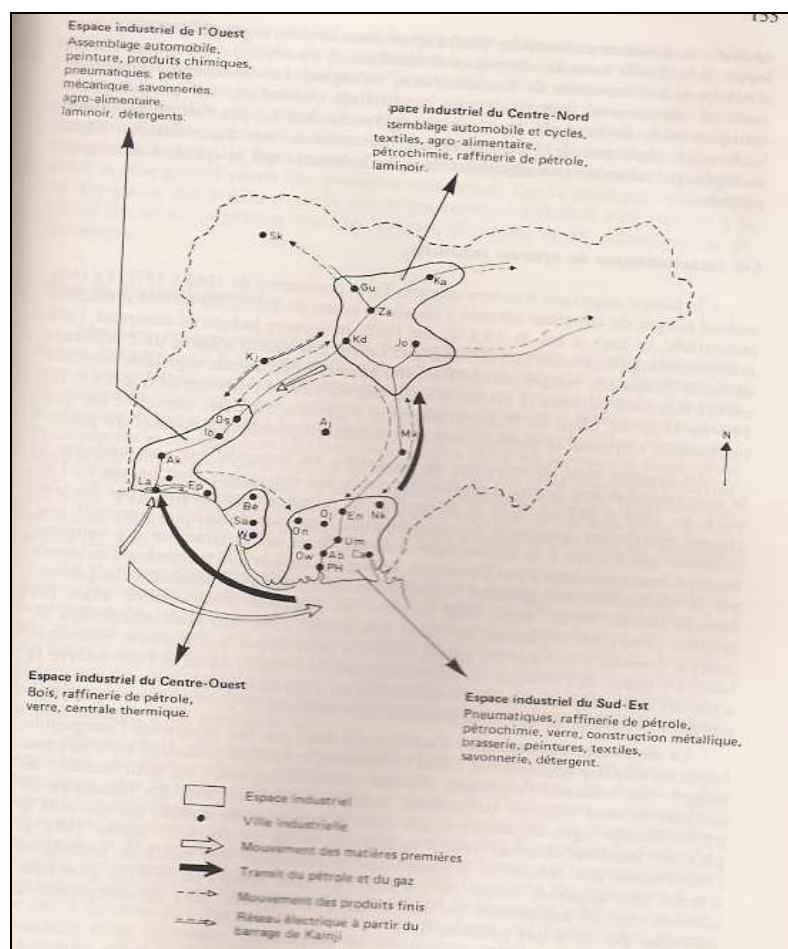 155
Espace industriel de l'Ouest
Assemblage automobile,
peinture, produits chimiques,
pneumatiques, petite
mécanique, savonneries,
agro-alimentaire,
laminoir, détergents.
space industriel du Centre-Nord
ssemblage automobile et cycles,
textiles, agro-alimentaire,
pétrochimie, raffinerie de pétrole,
laminoir.
Sk
Gu
Ka
Za
Kd
Jo
Kj
Os
Ib
Aj
Mk
N
Ak
La
Ep
Be
Sa
W
On
Oj
En
Nk
Um
Ow
Ab
Ca
PH
Espace industriel du Centre-Ouest
Bois, raffinerie de pétrole,
verre, centrale thermique.
Espace industriel du Sud-Est
Pneumatiques, raffinerie de pétrole,
pétrochimie, verre, construction métallique,
brasserie, peintures, textiles,
savonnerie, détergent.
Espace industriel
Ville industrielle
Mouvement des matières premières
Transit du pétrole et du gaz
Mouvement des produits finis
Réseau électrique à partir du
barrage de Kainji